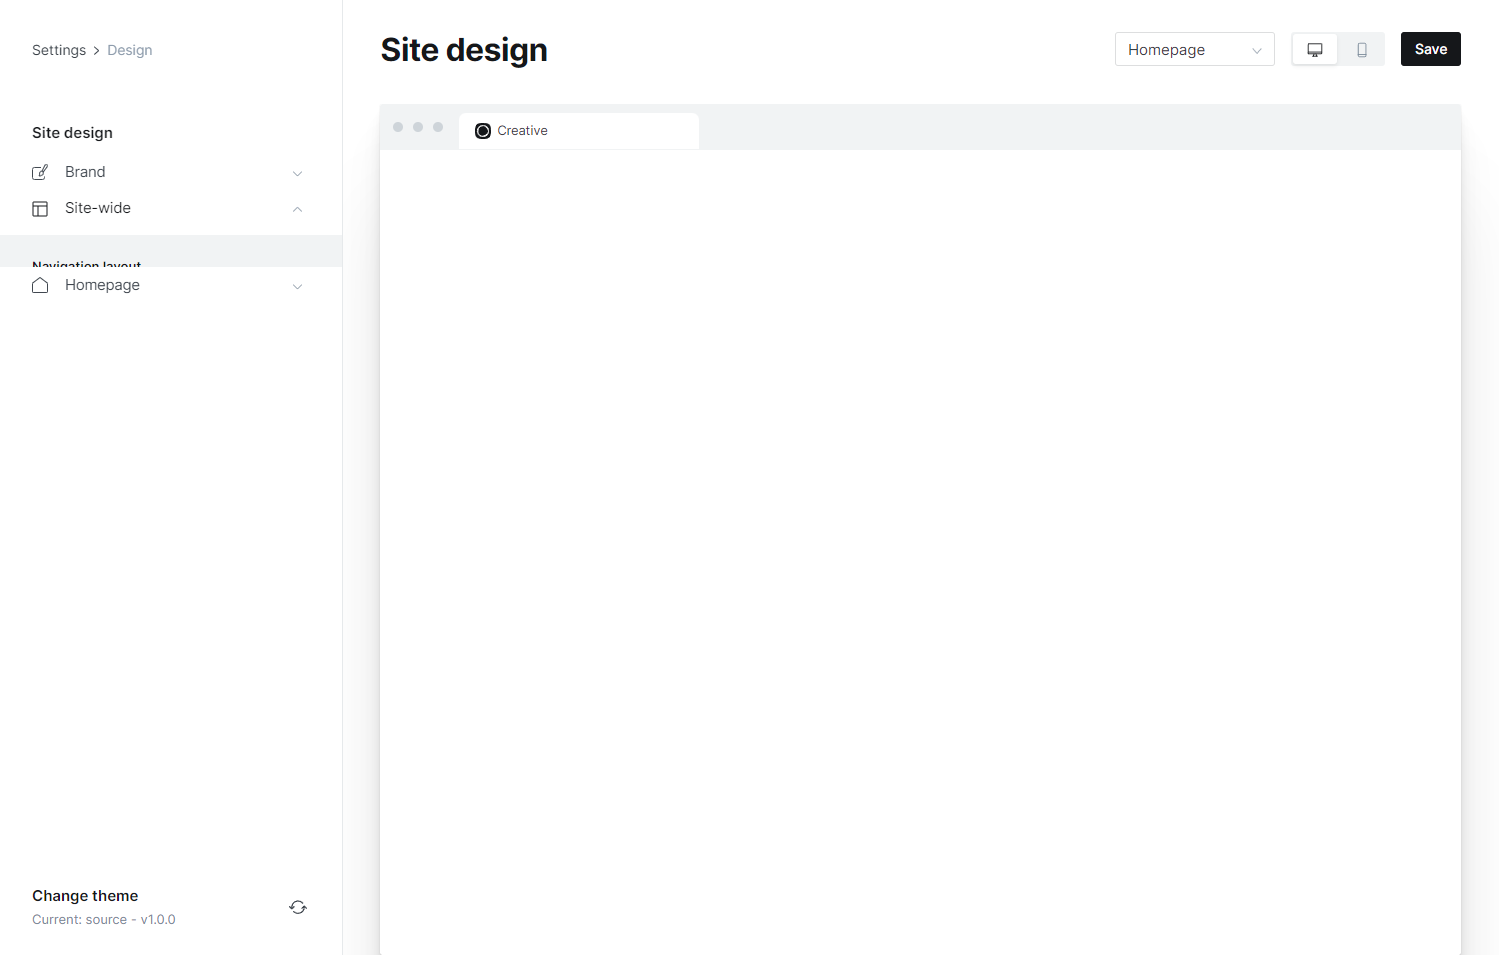 Settings > Design
Site design
Brand
Site-wide
Navigation layout
Homepage
Change theme
Current: source - v1.0.0
Site design
Homepage
Save
Creative